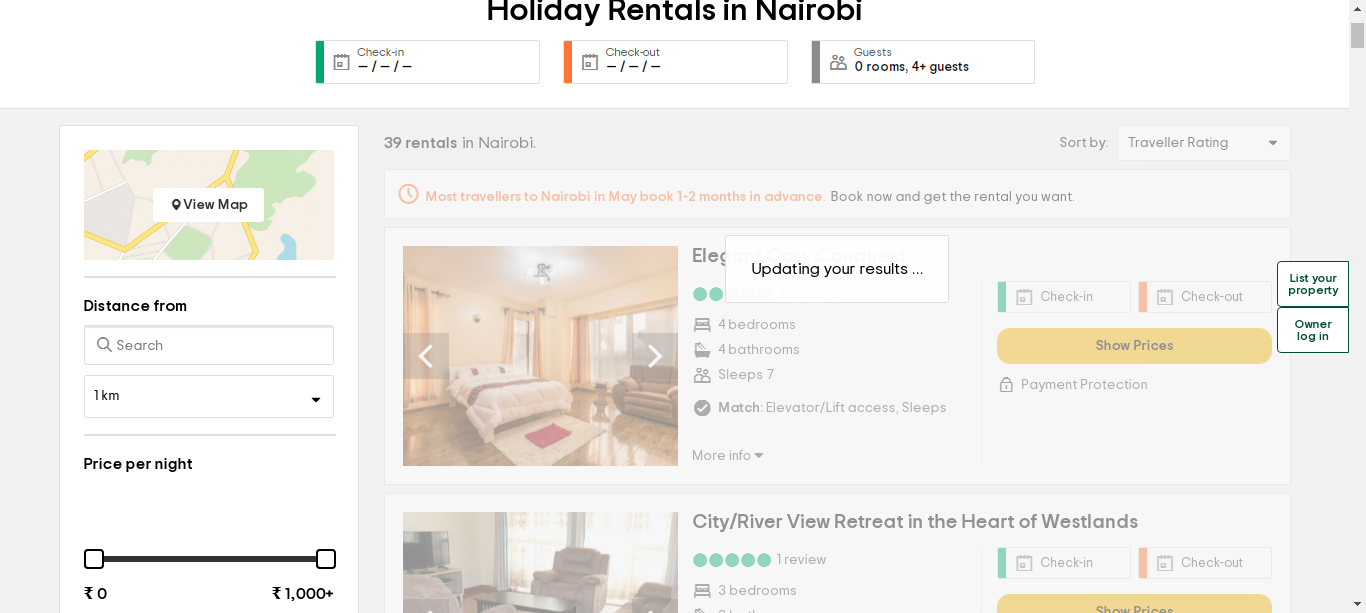 Holiday Rentals in Nairobi
Check-in
– / – / –
Check-out
– / – / –
Guests
0 rooms, 4+ guests
View Map
Distance from
Search
1 km
Price per night
₹ 0
₹ 1,000+
39 rentals in Nairobi.
Sort by:
Traveller Rating
Most travellers to Nairobi in May book 1-2 months in advance. Book now and get the rental you want.
Elegant Cosy Conquest
Updating your results ...
4 bedrooms
4 bathrooms
Sleeps 7
Match: Elevator/Lift access, Sleeps
More info
Check-in
Check-out
Show Prices
Payment Protection
List your
property
Owner
log in
City/River View Retreat in the Heart of Westlands
1 review
3 bedrooms
Check-in
Check-out
Show Prices